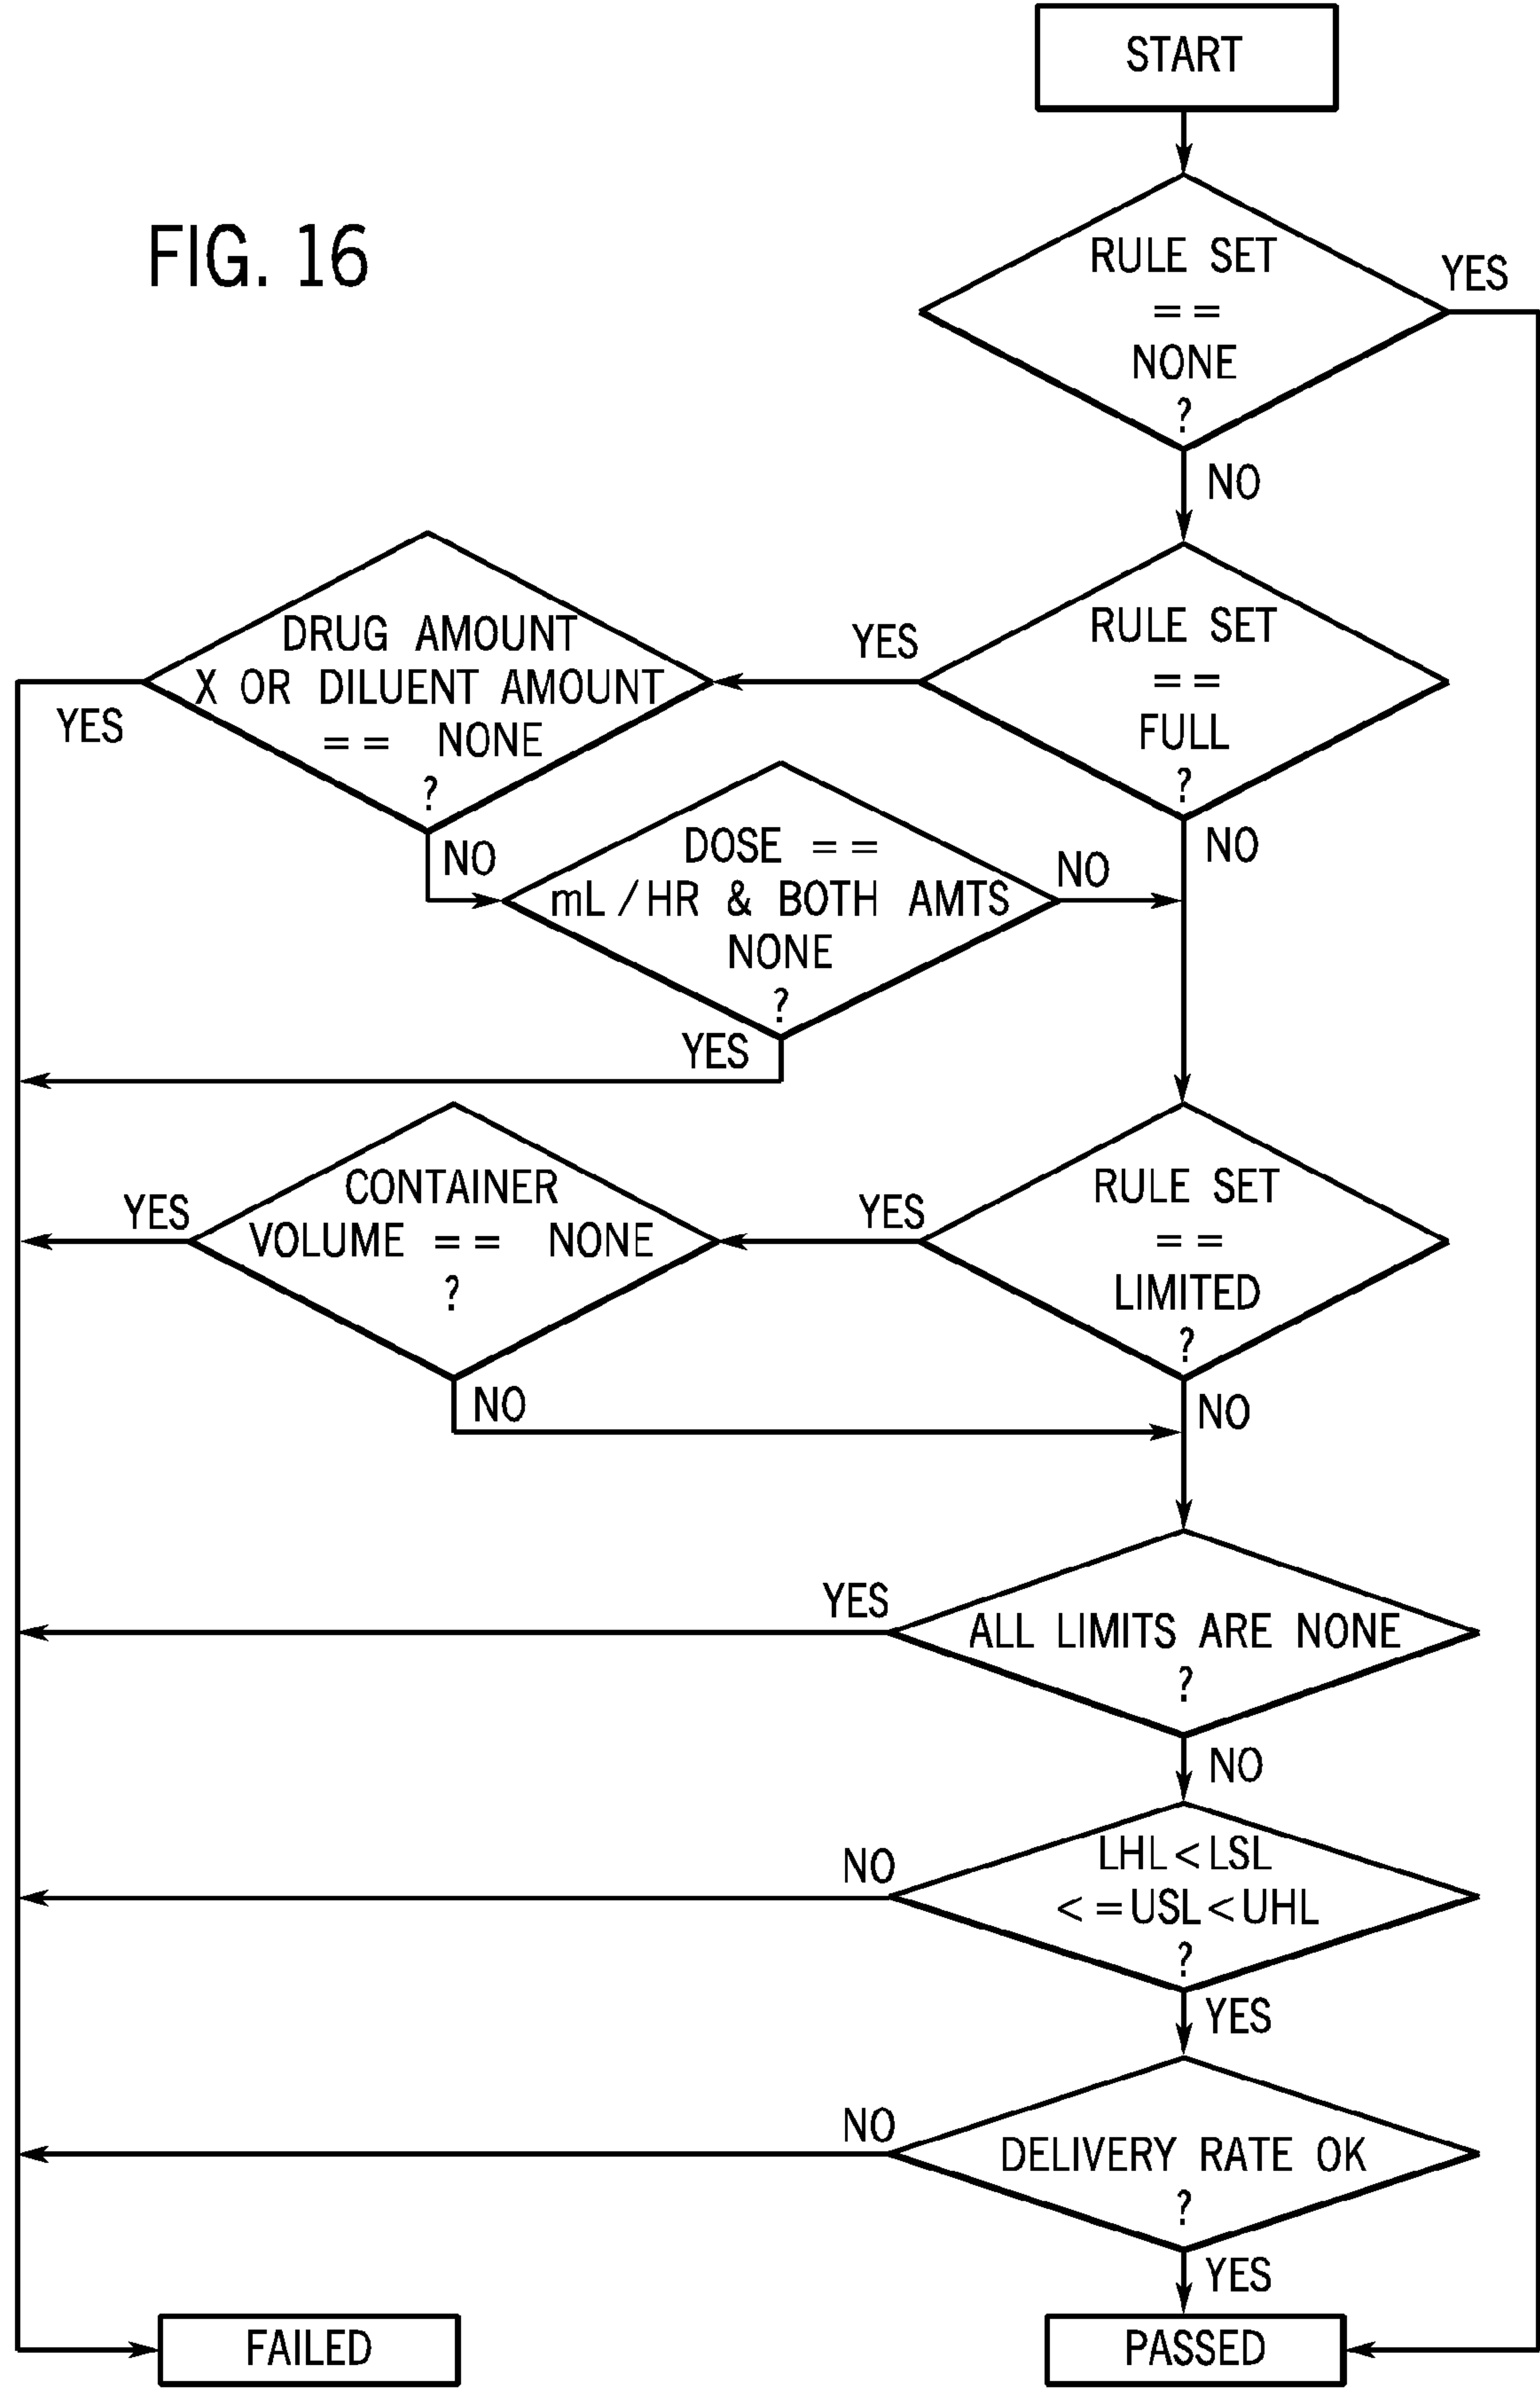 START
FIG. 16
RULE SET
==
NONE
?
YES
NO
DRUG AMOUNT
X OR DILUENT AMOUNT
== NONE
?
YES
NO
YES
RULE SET
==
FULL
?
NO
DOSE ==
mL/HR & BOTH AMTS
NONE
?
NO
YES
CONTAINER
VOLUME == NONE
?
YES
NO
YES
RULE SET
==
LIMITED
?
NO
YES
ALL LIMITS ARE NONE
?
NO
NO
LHL<LSL
<=USL<UHL
?
YES
NO
DELIVERY RATE OK
?
YES
FAILED
PASSED